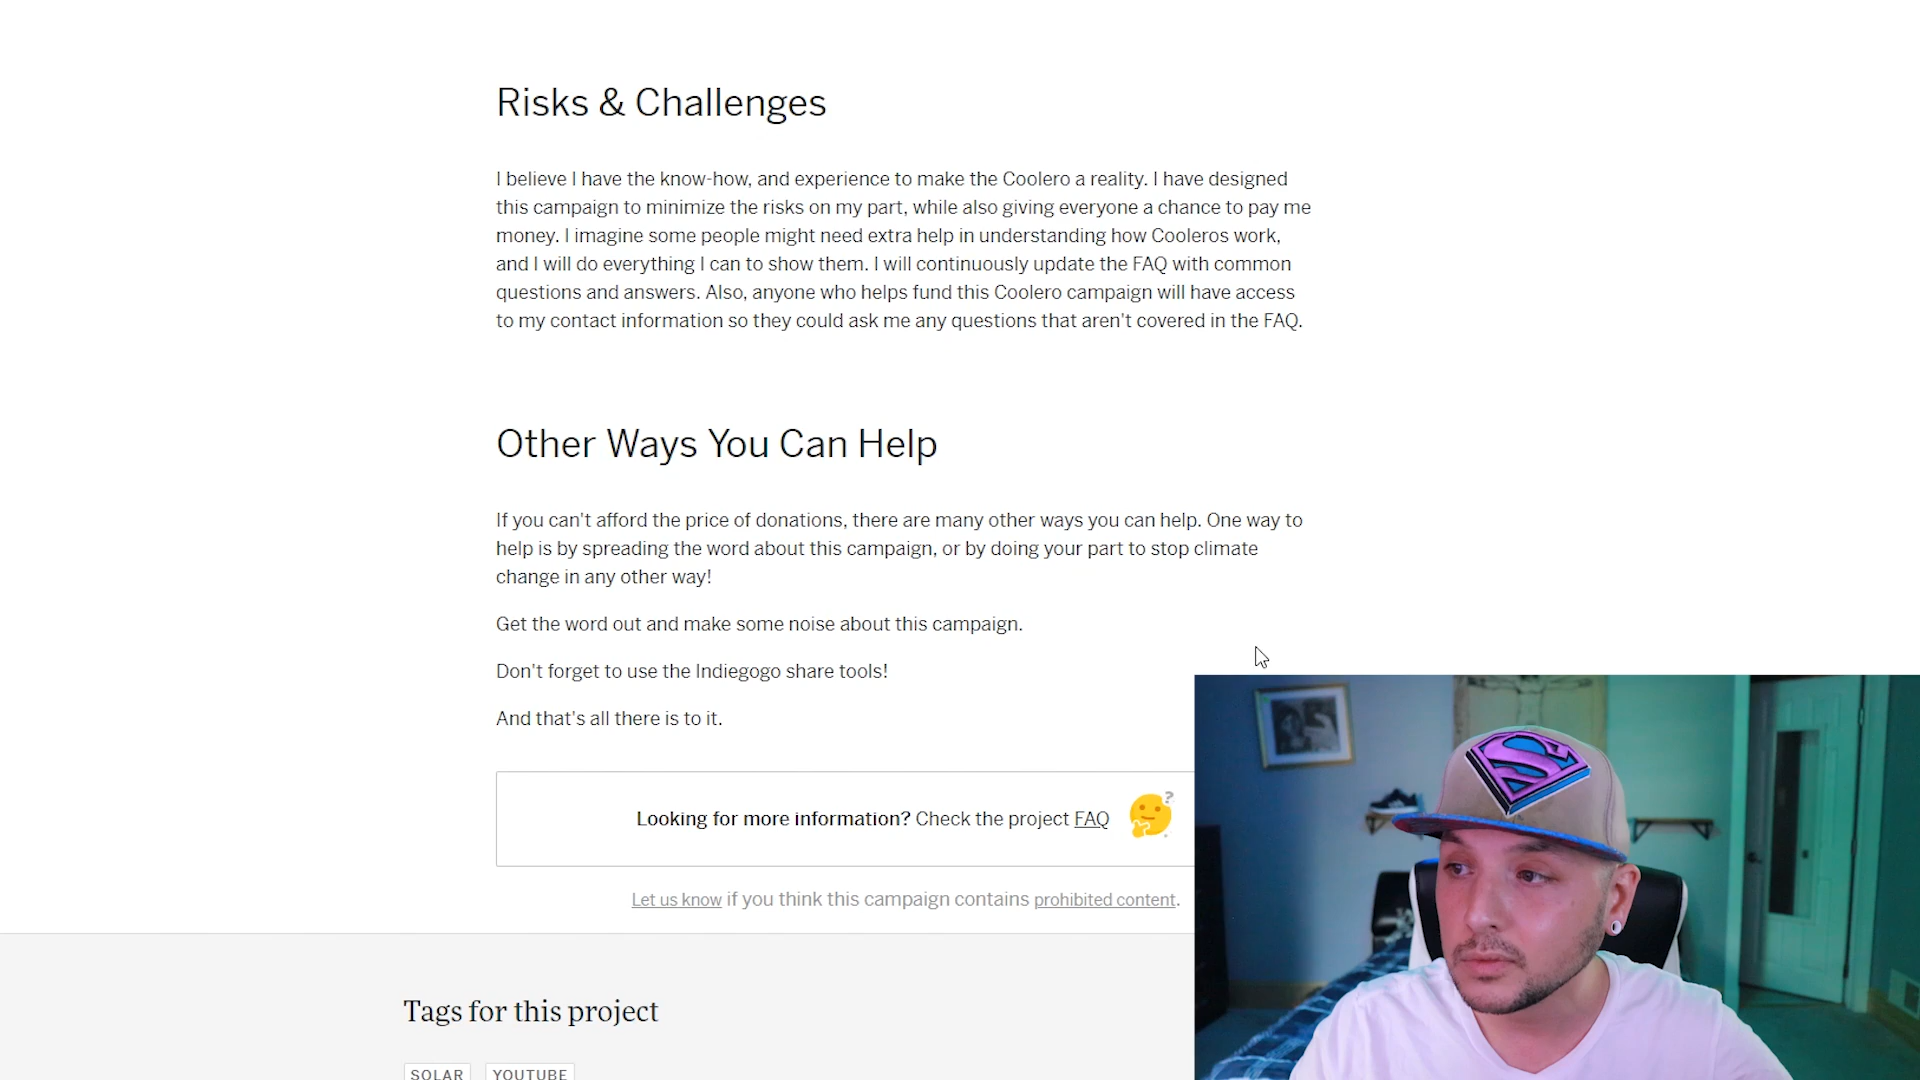 Risks & Challenges
I believe I have the know-how, and experience to make the Coolero a reality. I have designed
this campaign to minimize the risks on my part, while also giving everyone a chance to pay me
money. I imagine some people might need extra help in understanding how Cooleros work,
and I will do everything I can to show them. I will continuously update the FAQ with common
questions and answers. Also, anyone who helps fund this Coolero campaign will have access
to my contact information so they could ask me any questions that aren't covered in the FAQ.
Other Ways You Can Help
If you can't afford the price of donations, there are many other ways you can help. One way to
help is by spreading the word about this campaign, or by doing your part to stop climate
change in any other way!
Get the word out and make some noise about this campaign.
Don't forget to use the Indiegogo share tools!
And that's all there is to it.
Looking for more information? Check the project FAQ
Let us know if you think this campaign contains prohibited content.
Tags for this project
SOLAR YOUTUBE